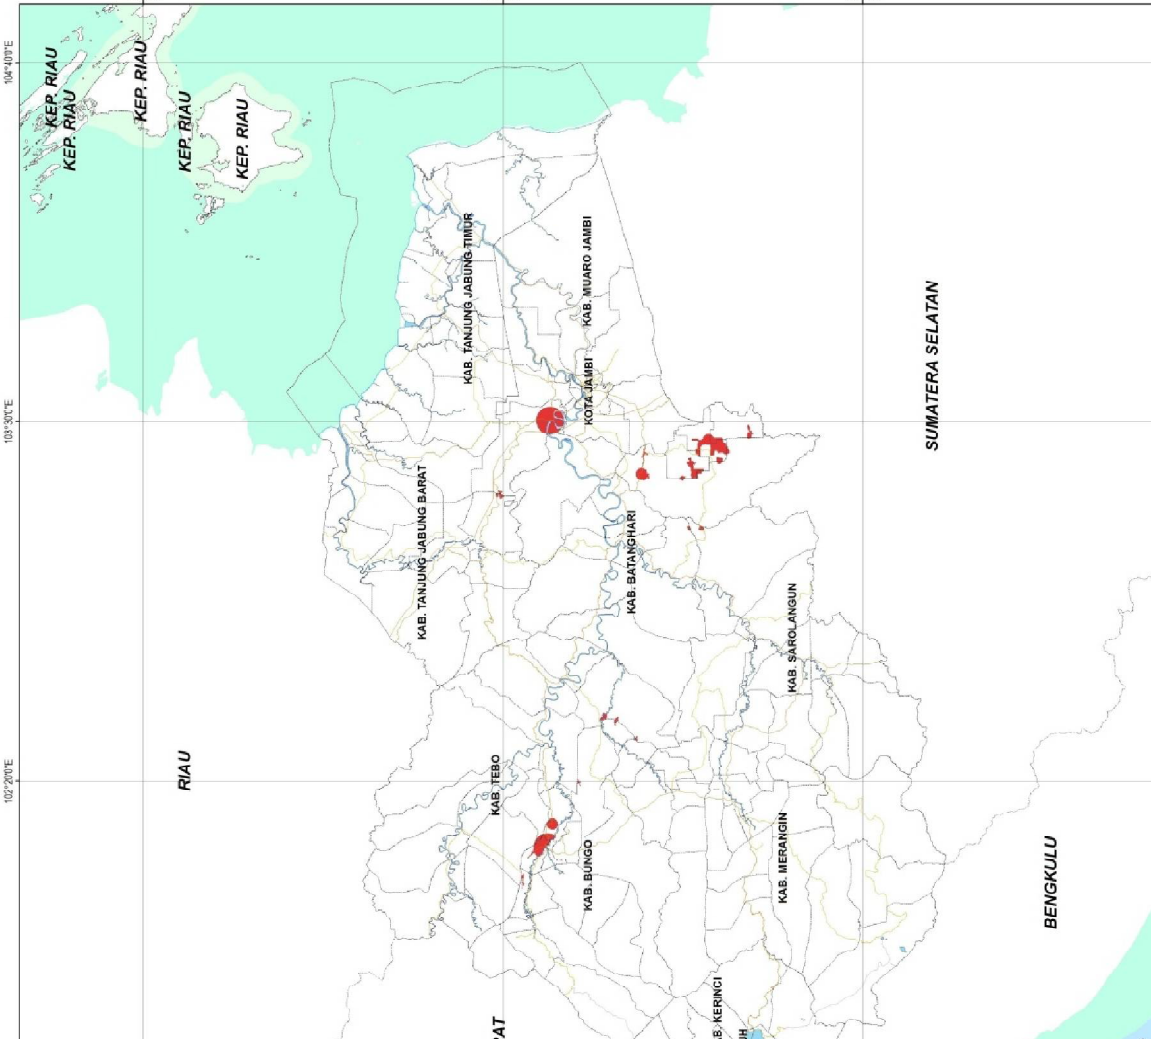 104°40'0"E
103°30'0"E
102°20'0"E
KEP. RIAU
KEP. RIAU
KEP. RIAU
KEP. RIAU
KEP. RIAU
RIAU
KAB. TANJUNG JABUNG TIMUR
KAB. TANJUNG JABUNG BARAT
KAB. MUARO JAMBI
KOTA JAMBI
KAB. BATANGHARI
KAB. SAROLANGUN
KAB. TEBO
KAB. BUNGO
KAB. MERANGIN
B. KERINCI
UH
PAT
SUMATERA SELATAN
BENGKULU